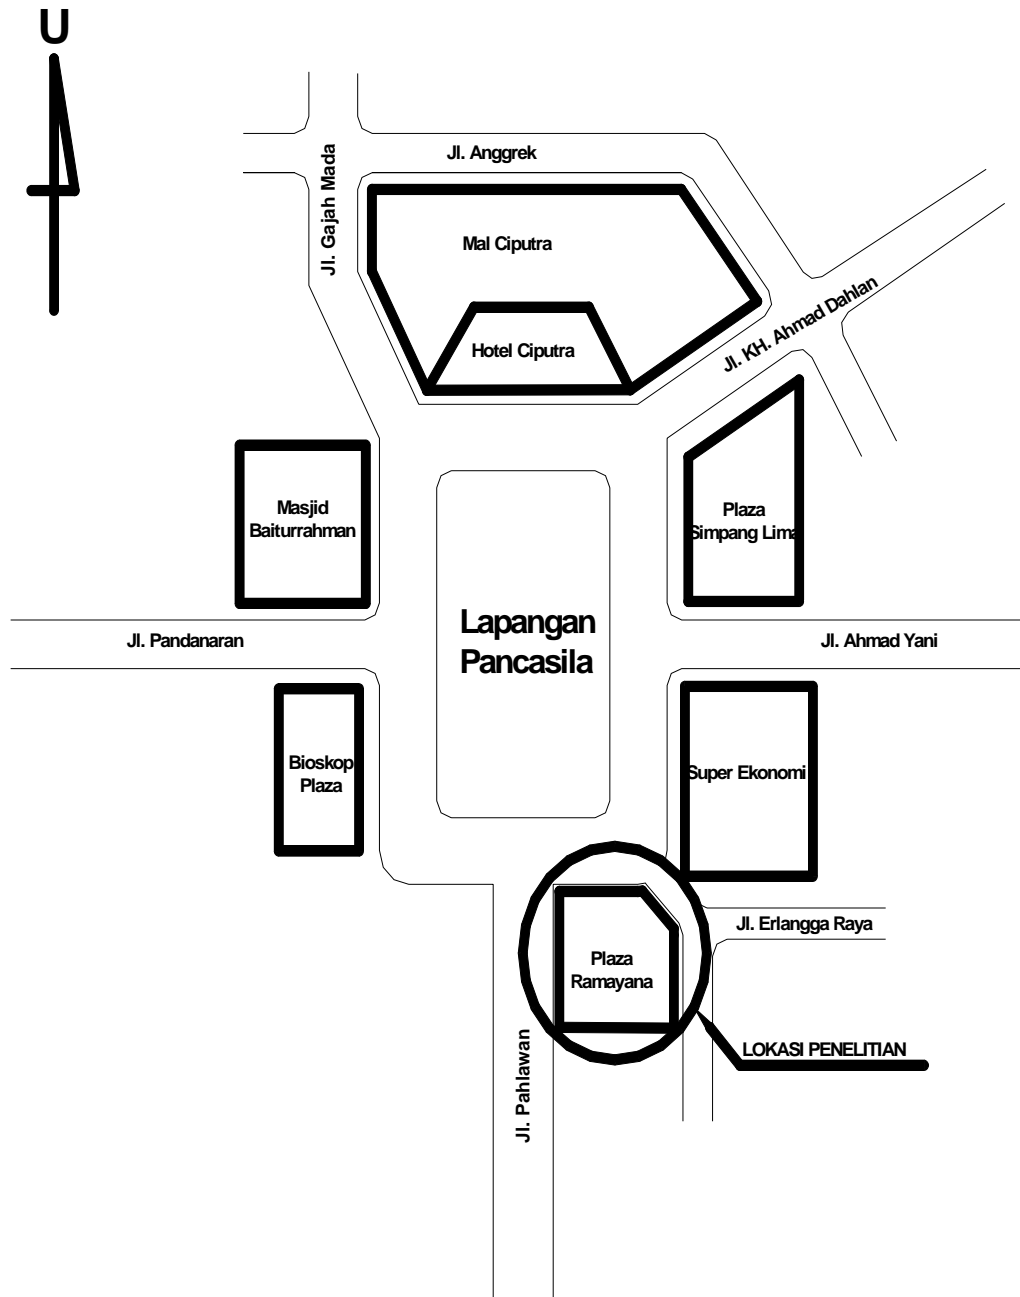 U
Jl. Anggrek
Jl. Gajah Mada
Mal Ciputra
Jl. KH. Ahmad Dahlan
Hotel Ciputra
Masjid
Baiturrahman
Plaza
Simpang Lima
Lapangan
Pancasila
Jl. Pandanaran
Jl. Ahmad Yani
Bioskop
Plaza
Super Ekonomi
Jl. Erlangga Raya
Plaza
Ramayana
Jl. Pahlawan
LOKASI PENELITIAN